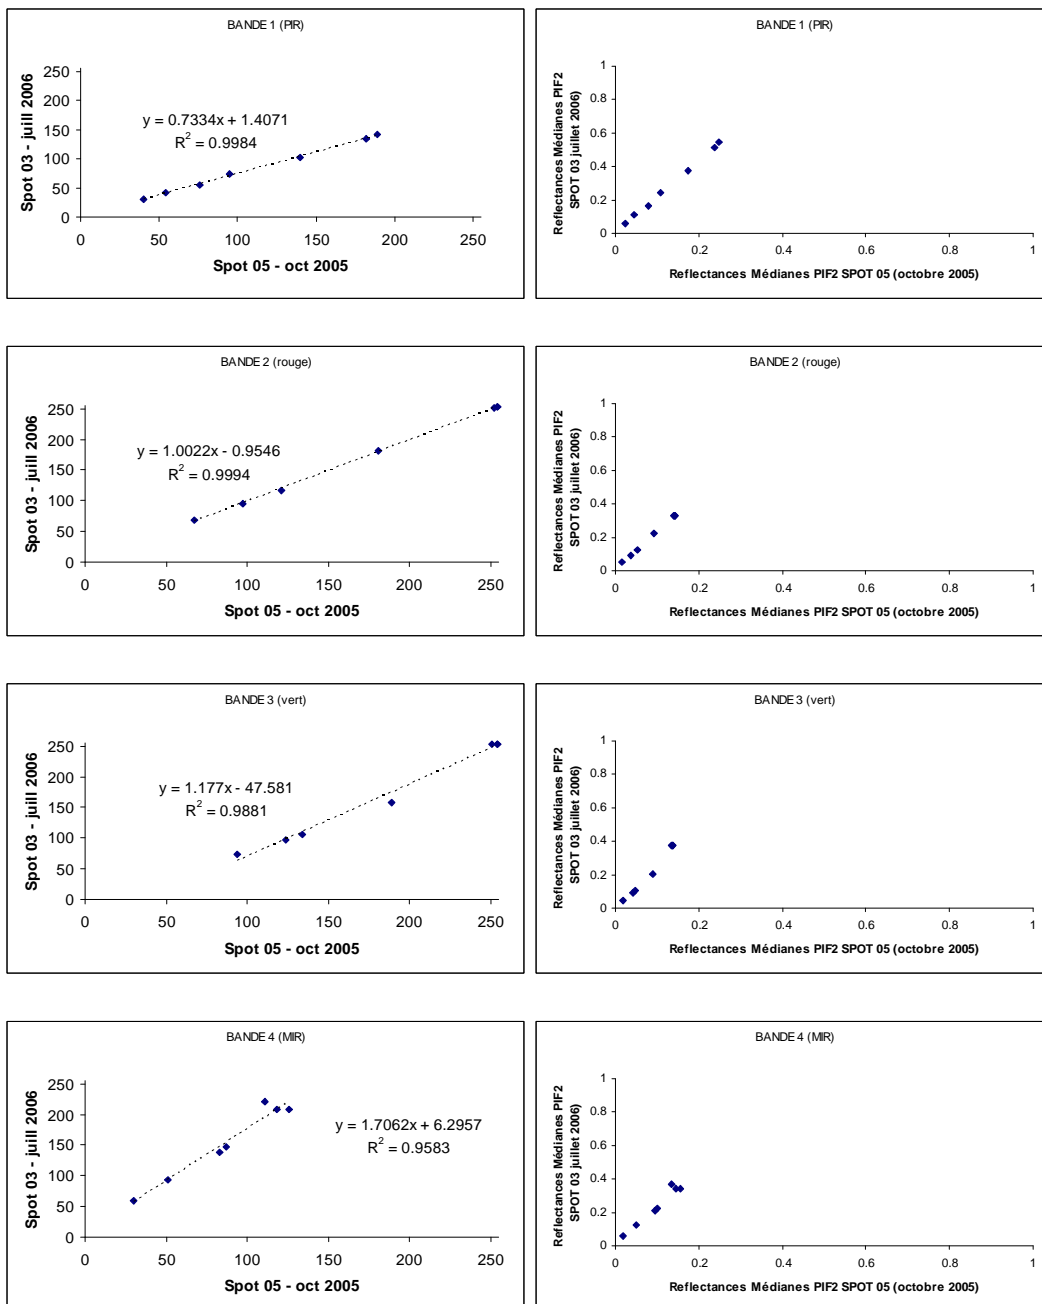 BANDE 1 (PIR)
Spot 03 - juill 2006
250
200
150
100
50
0
y = 0.7334x + 1.4071
R² = 0.9984
0 50 100 150 200 250
Spot 05 - oct 2005
BANDE 1 (PIR)
Reflectances Médianes PIF2
SPOT 03 juillet 2006)
1
0.8
0.6
0.4
0.2
0
0 0.2 0.4 0.6 0.8 1
Reflectances Médianes PIF2 SPOT 05 (octobre 2005)
BANDE 2 (rouge)
Spot 03 - juill 2006
250
200
150
100
50
0
y = 1.0022x - 0.9546
R² = 0.9994
0 50 100 150 200 250
Spot 05 - oct 2005
BANDE 2 (rouge)
Reflectances Médianes PIF2
SPOT 03 juillet 2006)
1
0.8
0.6
0.4
0.2
0
0 0.2 0.4 0.6 0.8 1
Reflectances Médianes PIF2 SPOT 05 (octobre 2005)
BANDE 3 (vert)
Spot 03 - juill 2006
250
200
150
100
50
0
y = 1.177x - 47.581
R² = 0.9881
0 50 100 150 200 250
Spot 05 - oct 2005
BANDE 3 (vert)
Reflectances Médianes PIF2
SPOT 03 juillet 2006)
1
0.8
0.6
0.4
0.2
0
0 0.2 0.4 0.6 0.8 1
Reflectances Médianes PIF2 SPOT 05 (octobre 2005)
BANDE 4 (MIR)
Spot 03 - juill 2006
250
200
150
100
50
0
y = 1.7062x + 6.2957
R² = 0.9583
0 50 100 150 200 250
Spot 05 - oct 2005
BANDE 4 (MIR)
Reflectances Médianes PIF2
SPOT 03 juillet 2006)
1
0.8
0.6
0.4
0.2
0
0 0.2 0.4 0.6 0.8 1
Reflectances Médianes PIF2 SPOT 05 (octobre 2005)